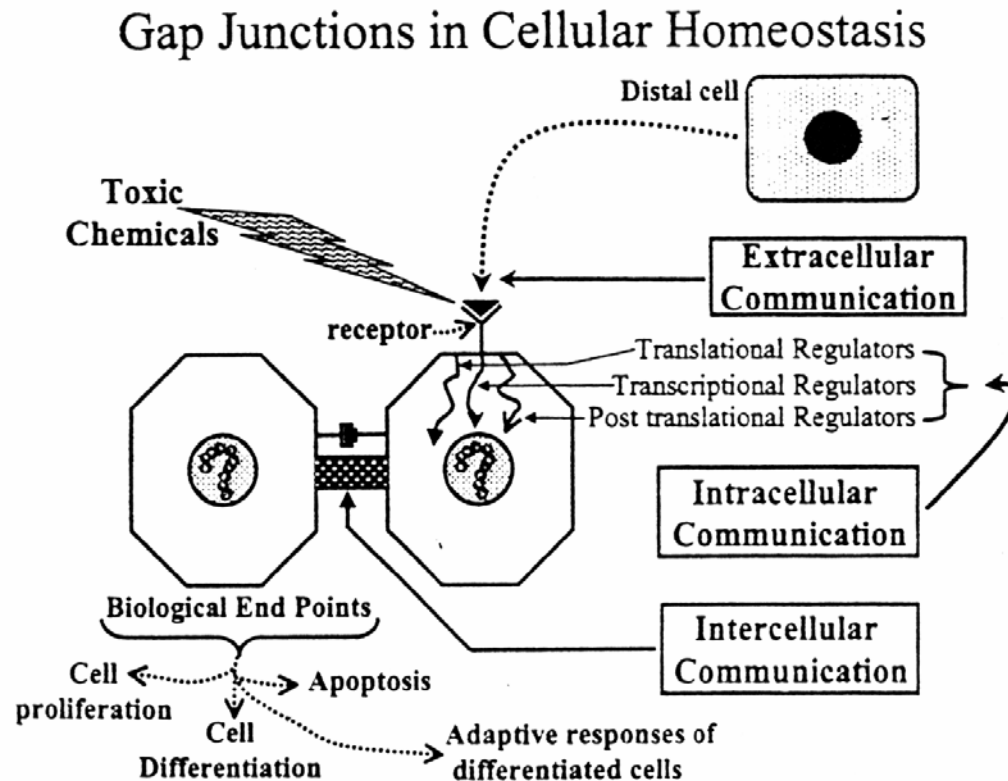 Gap Junctions in Cellular Homeostasis
Distal cell
Toxic
Chemicals
Extracellular
Communication
receptor
Translational Regulators
Transcriptional Regulators
Post translational Regulators
Intracellular
Communication
Biological End Points
Intercellular
Communication
Cell
proliferation
Apoptosis
Cell
Differentiation
Adaptive responses of
differentiated cells